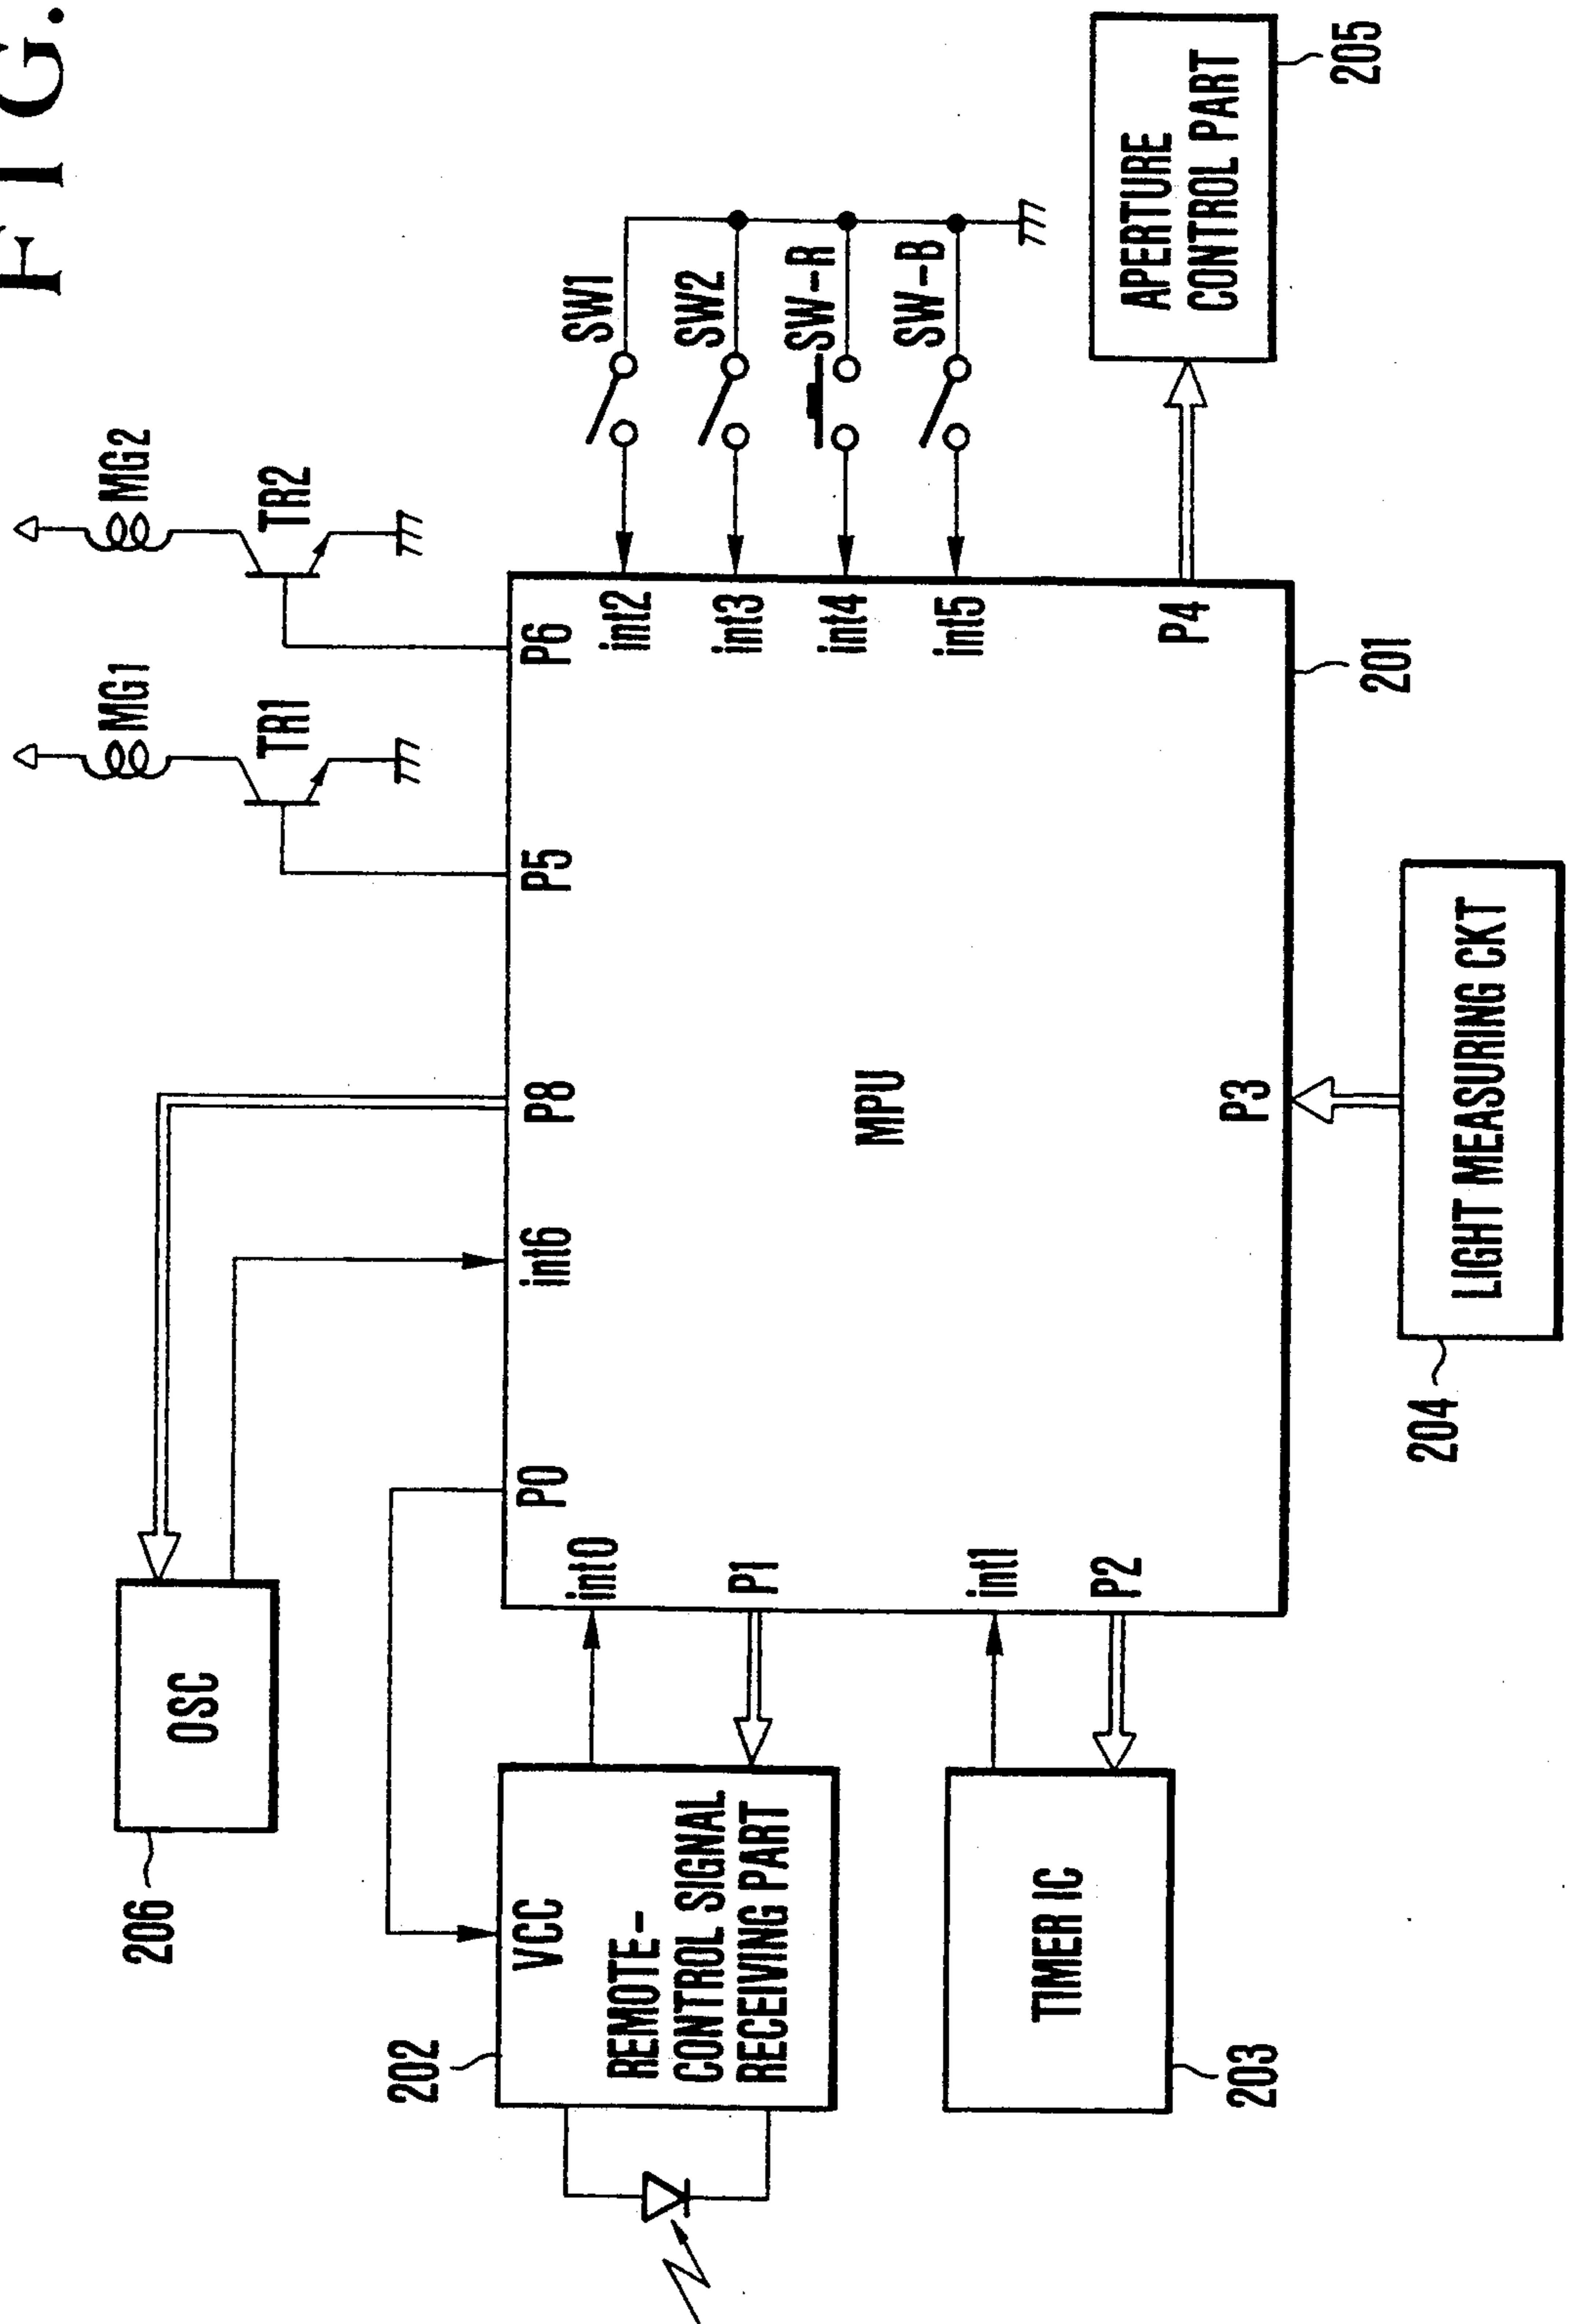 FIG.
MG1
MG2
TR1
TR2
206
OSC
P0
int6
P8
P5
P6
202
VCC
REMOTE-
CONTROL SIGNAL
RECEIVING PART
int0
P1
int1
P2
203
TIMER IC
MPU
P3
int2
int3
int4
int5
P4
SW1
SW2
SW-R
SW-B
201
204
LIGHT MEASURING CKT
APERTURE
CONTROL PART
205